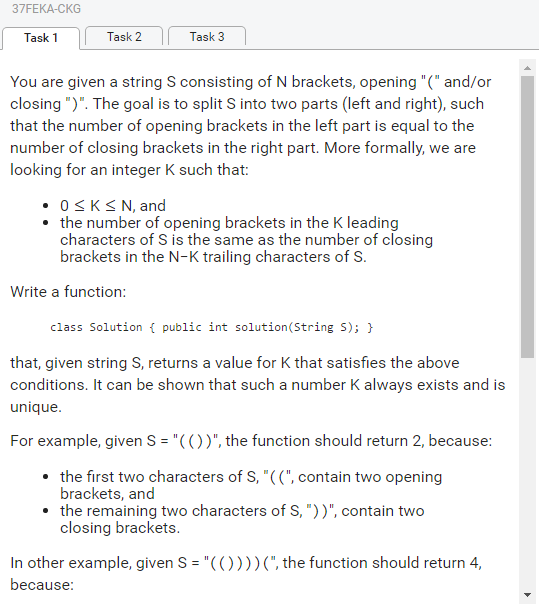 37FEKA-CKG
Task 1
Task 2
Task 3
You are given a string S consisting of N brackets, opening "(" and/or
closing ")". The goal is to split S into two parts (left and right), such
that the number of opening brackets in the left part is equal to the
number of closing brackets in the right part. More formally, we are
looking for an integer K such that:
• 0 ≤ K ≤ N, and
• the number of opening brackets in the K leading
characters of S is the same as the number of closing
brackets in the N−K trailing characters of S.
Write a function:
class Solution { public int solution(String S); }
that, given string S, returns a value for K that satisfies the above
conditions. It can be shown that such a number K always exists and is
unique.
For example, given S = "(())", the function should return 2, because:
• the first two characters of S, "((", contain two opening
brackets, and
• the remaining two characters of S, "))", contain two
closing brackets.
In other example, given S = "(())))(", the function should return 4,
because: